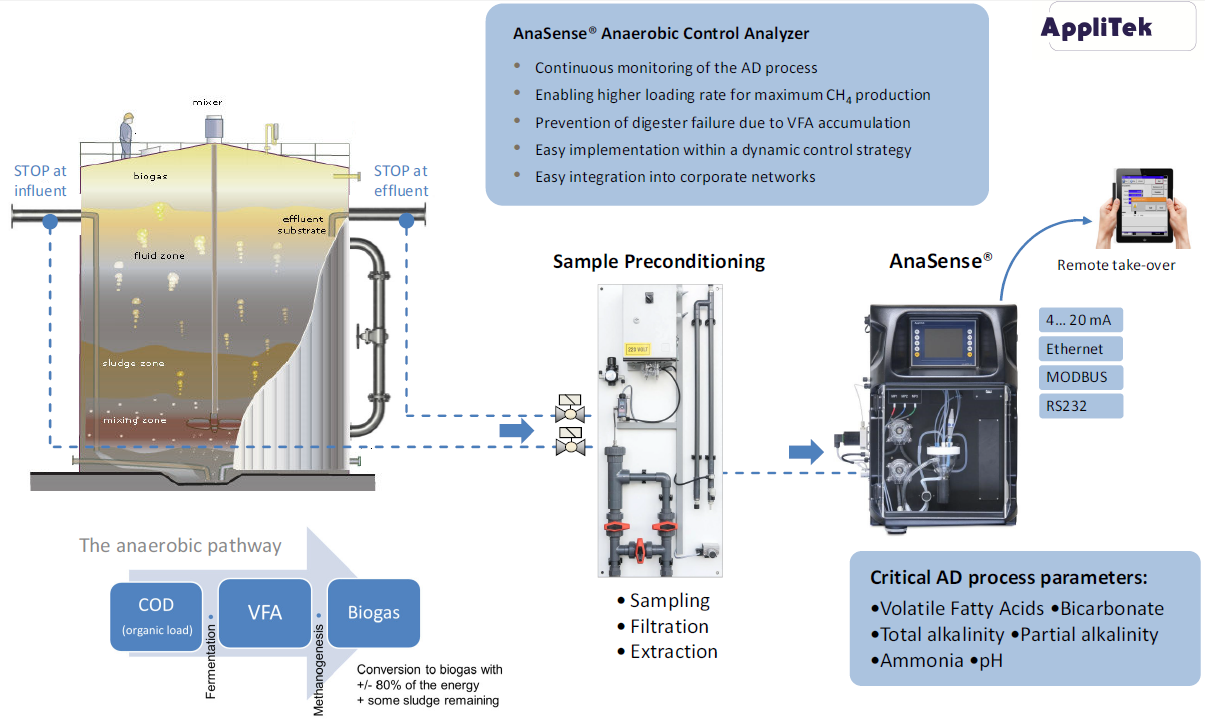 AnaSense® Anaerobic Control Analyzer
• Continuous monitoring of the AD process
• Enabling higher loading rate for maximum CH₄ production
• Prevention of digester failure due to VFA accumulation
• Easy implementation within a dynamic control strategy
• Easy integration into corporate networks
AppliTek
mixer
STOP at
influent
biogas
STOP at
effluent
effluent
substrate
fluid zone
sludge zone
mixing zone
Sample Preconditioning
220 VOLT
• Sampling
• Filtration
• Extraction
AnaSense®
Remote take-over
4... 20 mA
Ethernet
MODBUS
RS232
The anaerobic pathway
COD
(organic load)
Fermentation
VFA
Methanogenesis
Biogas
Conversion to biogas with
+/- 80% of the energy
+ some sludge remaining
Critical AD process parameters:
•Volatile Fatty Acids •Bicarbonate
•Total alkalinity •Partial alkalinity
•Ammonia •pH